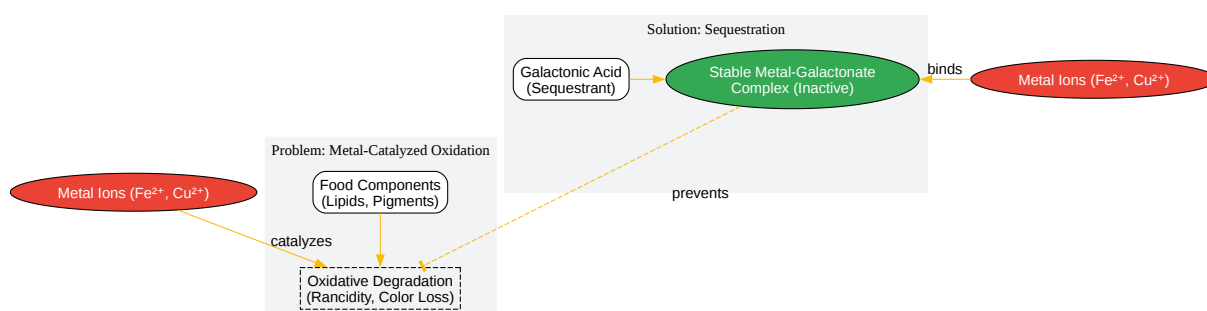 Solution: Sequestration
Galactonic Acid
(Sequestrant)
Stable Metal-Galactonate
Complex (Inactive)
binds
Metal Ions (Fe²⁺, Cu²⁺)
Problem: Metal-Catalyzed Oxidation
Metal Ions (Fe²⁺, Cu²⁺)
Food Components
(Lipids, Pigments)
prevents
catalyzes
Oxidative Degradation
(Rancidity, Color Loss)